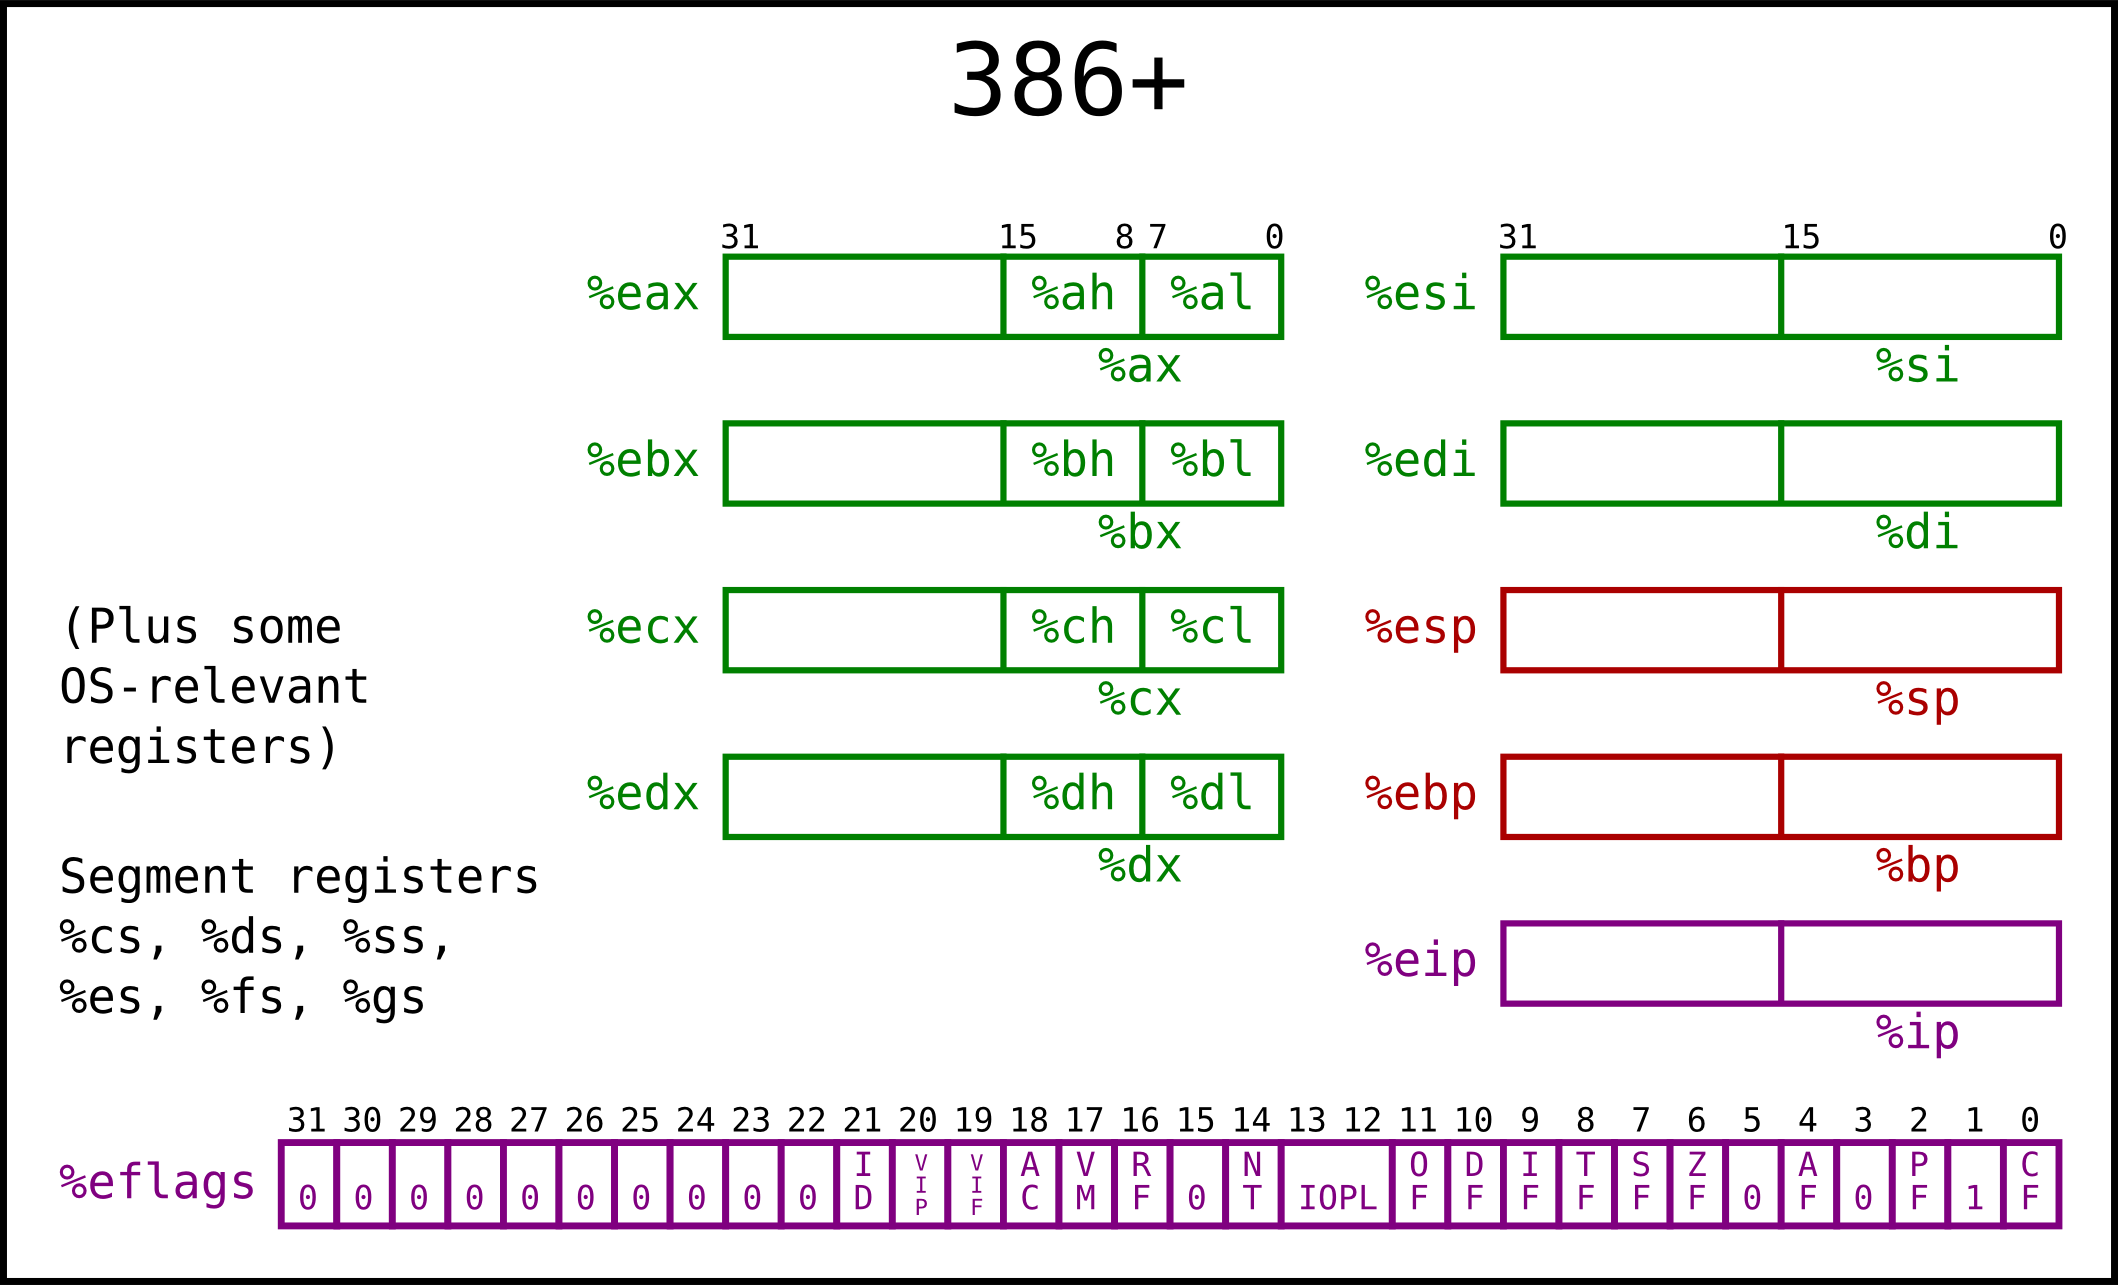 386+
31 15 8 7 0 31 15 0
%eax %ah %al %esi
%ax %si
%ebx %bh %bl %edi
%bx %di
(Plus some
OS-relevant
registers)
%ecx %ch %cl %esp
%cx %sp
%edx %dh %dl %ebp
%dx %bp
Segment registers
%cs, %ds, %ss,
%es, %fs, %gs
%eip
%ip
31 30 29 28 27 26 25 24 23 22 21 20 19 18 17 16 15 14 13 12 11 10 9 8 7 6 5 4 3 2 1 0
%eflags 0 0 0 0 0 0 0 0 0 0 ID VIP VIF AC VM RF 0 NT IOPL OF DF IF TF SF ZF 0 AF 0 PF 1 CF